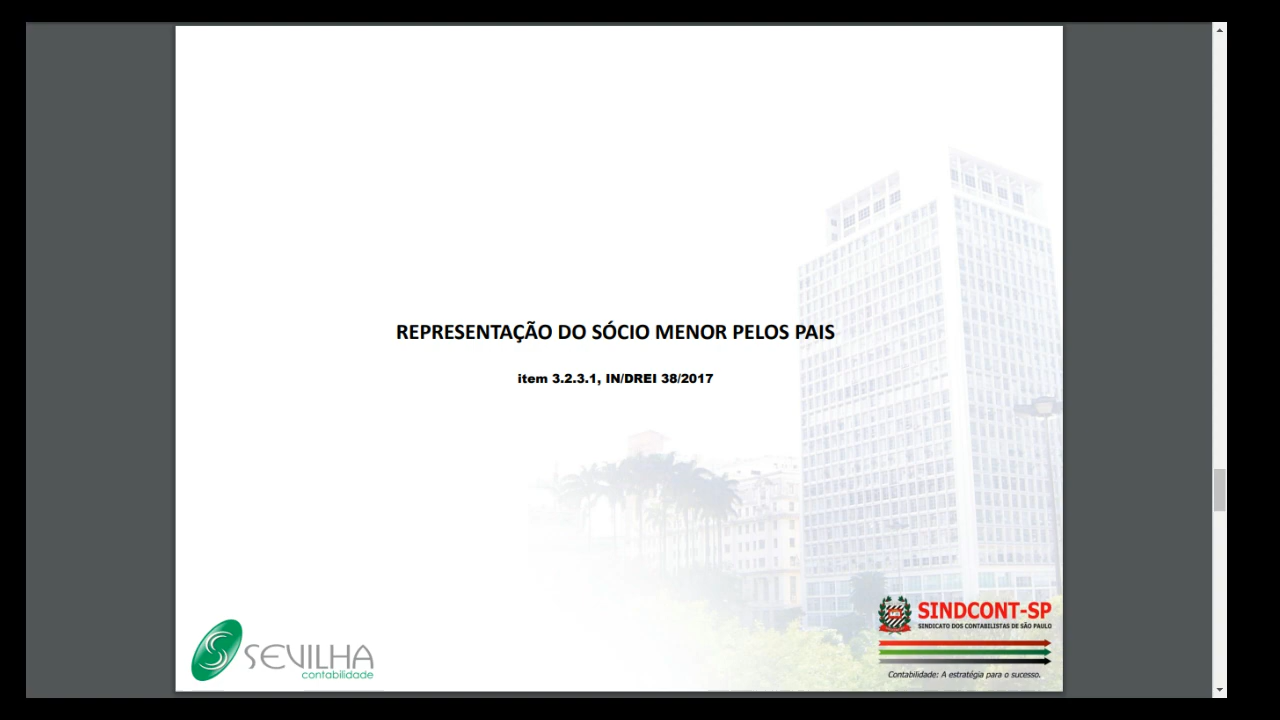 REPRESENTAÇÃO DO SÓCIO MENOR PELOS PAIS
item 3.2.3.1, IN/DREI 38/2017
SEVILHA
contabilidade
SINDCONT-SP
SINDICATO DOS CONTABILISTAS DE SÃO PAULO
Contabilidade: A estratégia para o sucesso.